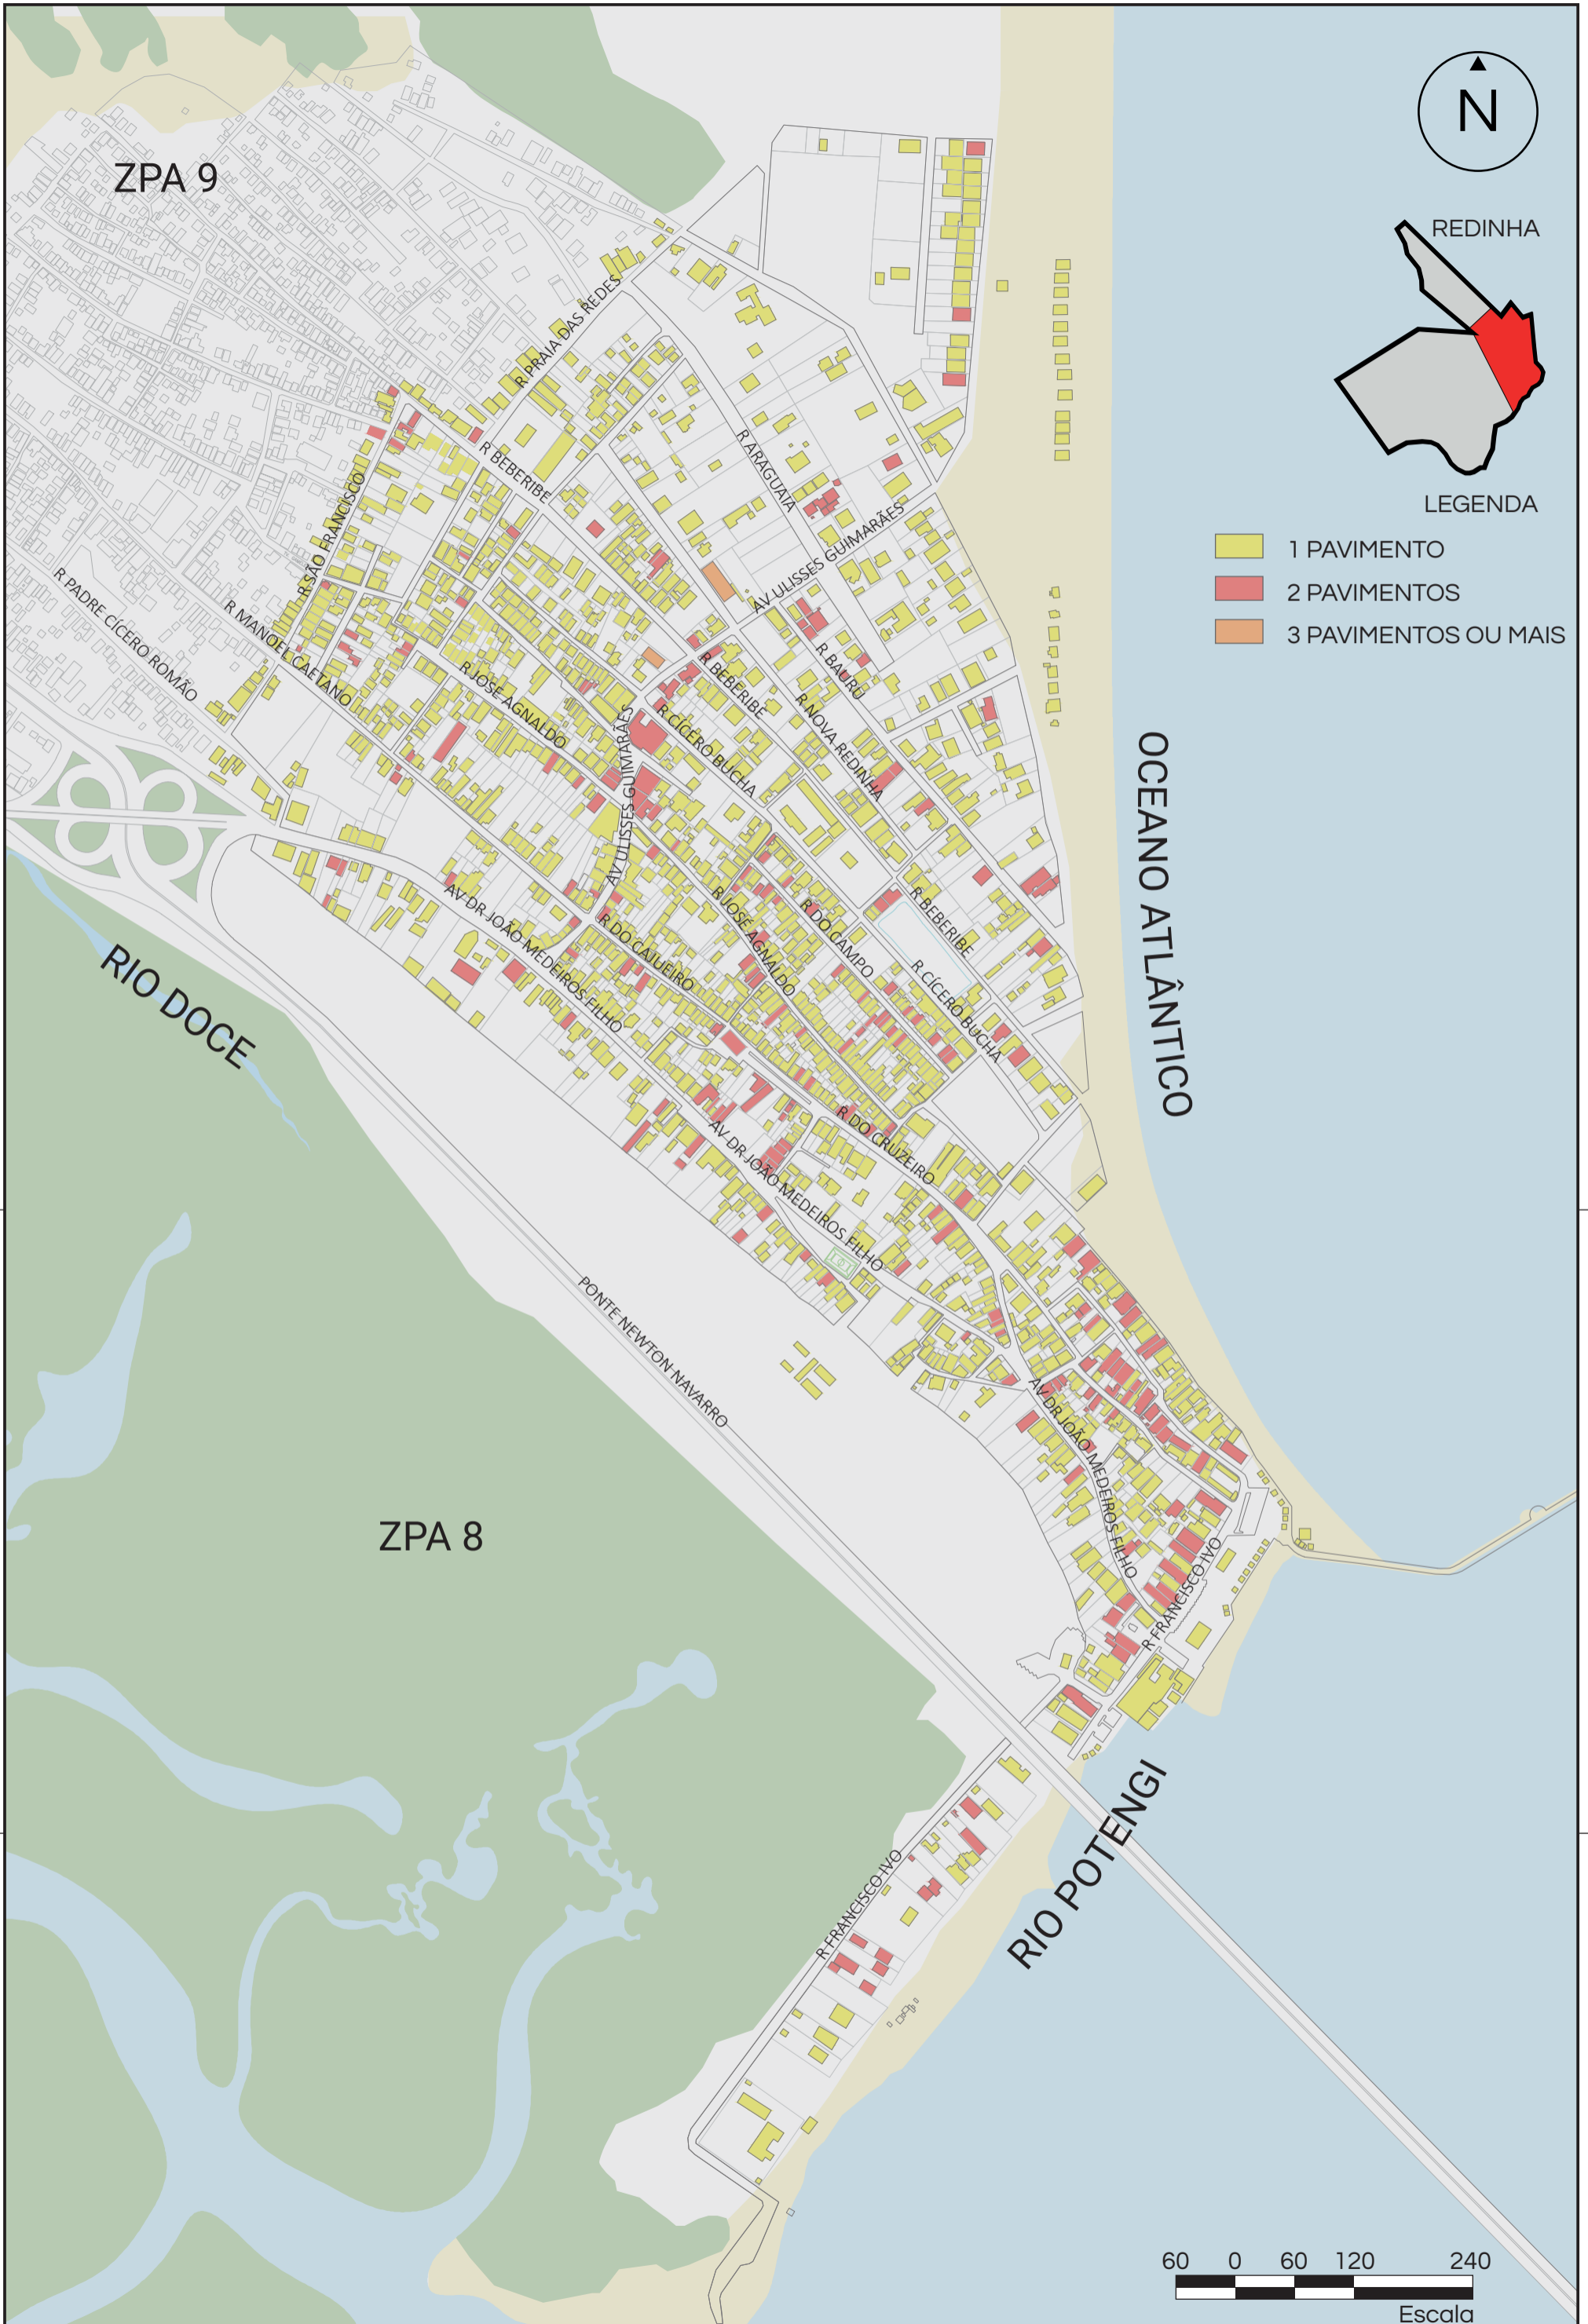 N
ZPA 9
REDINHA
R PRAIA DAS REDES
LEGENDA
R BEBERIBE
R ARAGUAIA
R SÃO FRANCISCO
AV ULISSES GUIMARÃES
1 PAVIMENTO
2 PAVIMENTOS
3 PAVIMENTOS OU MAIS
R PADRE CÍCERO ROMÃO
R MANOEL CAETANO
R JOSÉ AGNALDO
R BEBERIBE
R BAURU
R CÍCERO BUCHA
R NOVA REDINHA
AV ULISSES GUIMARÃES
OCEANO ATLÂNTICO
AV DR JOÃO MEDEIROS FILHO
R DO CAJUEIRO
R JOSÉ AGNALDO
R DO CAMPO
R BEBERIBE
R CÍCERO BUCHA
RIO DOCE
R DO CRUZEIRO
AV DR JOÃO MEDEIROS FILHO
PONTE NEWTON NAVARRO
AV DR JOÃO MEDEIROS FILHO
ZPA 8
R FRANCISCO IVO
RIO POTENGI
R FRANCISCO IVO
60 0 60 120 240
Escala